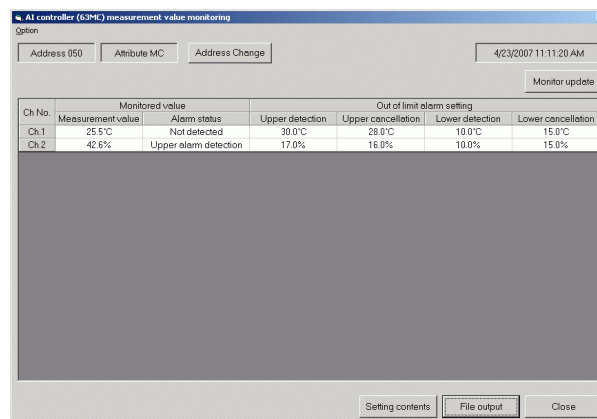 AI controller (63MC) measurement value monitoring
Option
Address 050 Attribute MC Address Change 4/23/2007 11:11:20 AM
Monitor update
Ch No. Monitored value Out of limit alarm setting
Measurement value Alarm status Upper detection Upper cancellation Lower detection Lower cancellation
Ch.1 25.5°C Not detected 30.0°C 28.0°C 10.0°C 15.0°C
Ch.2 42.6% Upper alarm detection 17.0% 16.0% 10.0% 15.0%
Setting contents File output Close